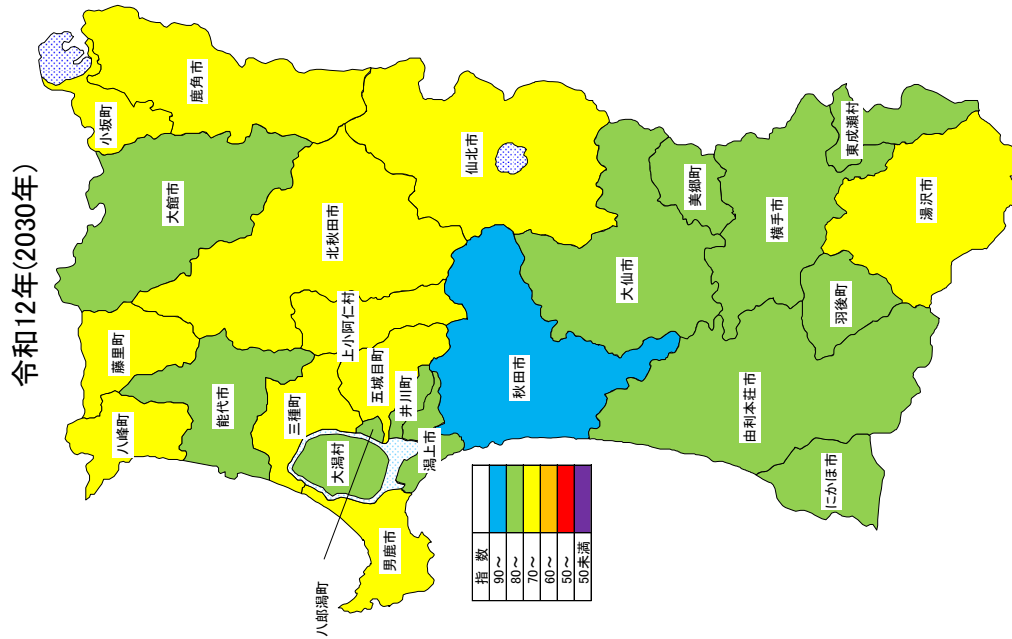 令和12年(2030年)
小坂町
鹿角市
大館市
北秋田市
仙北市
藤里町
八峰町
能代市
上小阿仁村
三種町
五城目町
井川町
大潟村
潟上市
八郎潟町
男鹿市
秋田市
大仙市
美郷町
横手市
東成瀬村
湯沢市
羽後町
由利本荘市
にかほ市
指 数
90～
80～
70～
60～
50～
50未満